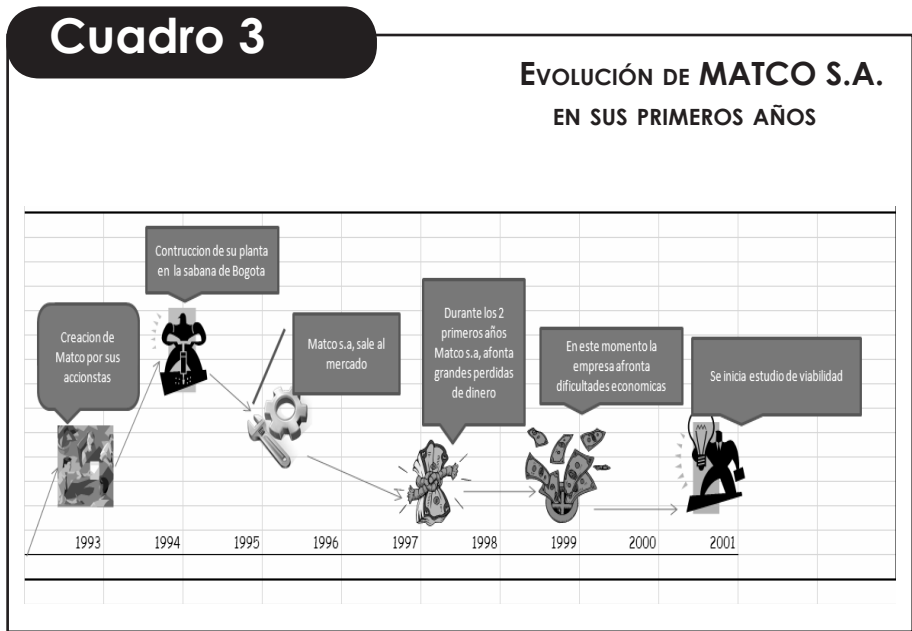 Cuadro 3
Evolución de MATCO S.A.
en sus primeros años
Contruccion de su planta
en la sabana de Bogota
Creacion de
Matco por sus
accionstas
Matco s.a, sale al
mercado
Durante los 2
primeros años
Matco s.a, afonta
grandes perdidas
de dinero
En este momento la
empresa afronta
dificultades economicas
Se inicia estudio de viabilidad
1993 1994 1995 1996 1997 1998 1999 2000 2001